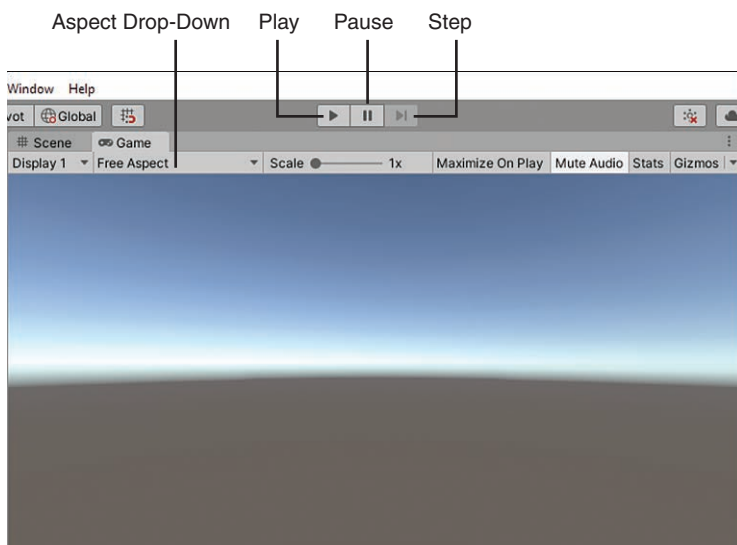 Aspect Drop-Down Play Pause Step
Window Help
vot Global
Scene Game
Display 1 Free Aspect Scale 1x Maximize On Play Mute Audio Stats Gizmos